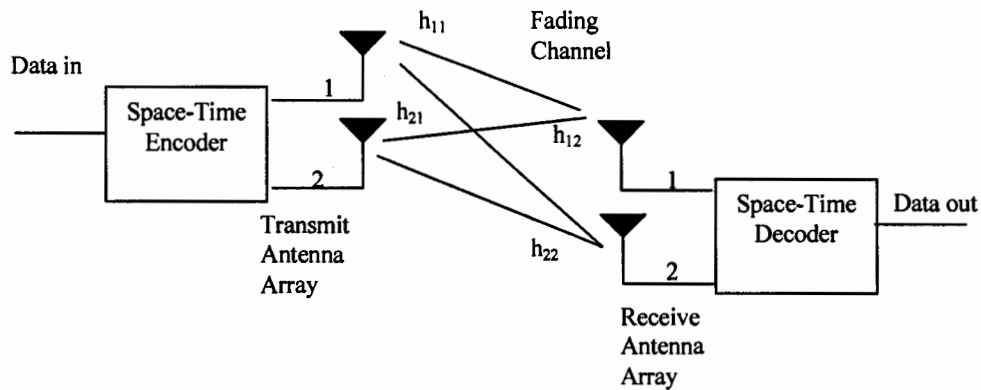 h11
Fading
Channel
Data in
1
Space-Time
Encoder
h21
h12
2
1
Space-Time
Decoder
Data out
Transmit
Antenna
Array
h22
2
Receive
Antenna
Array